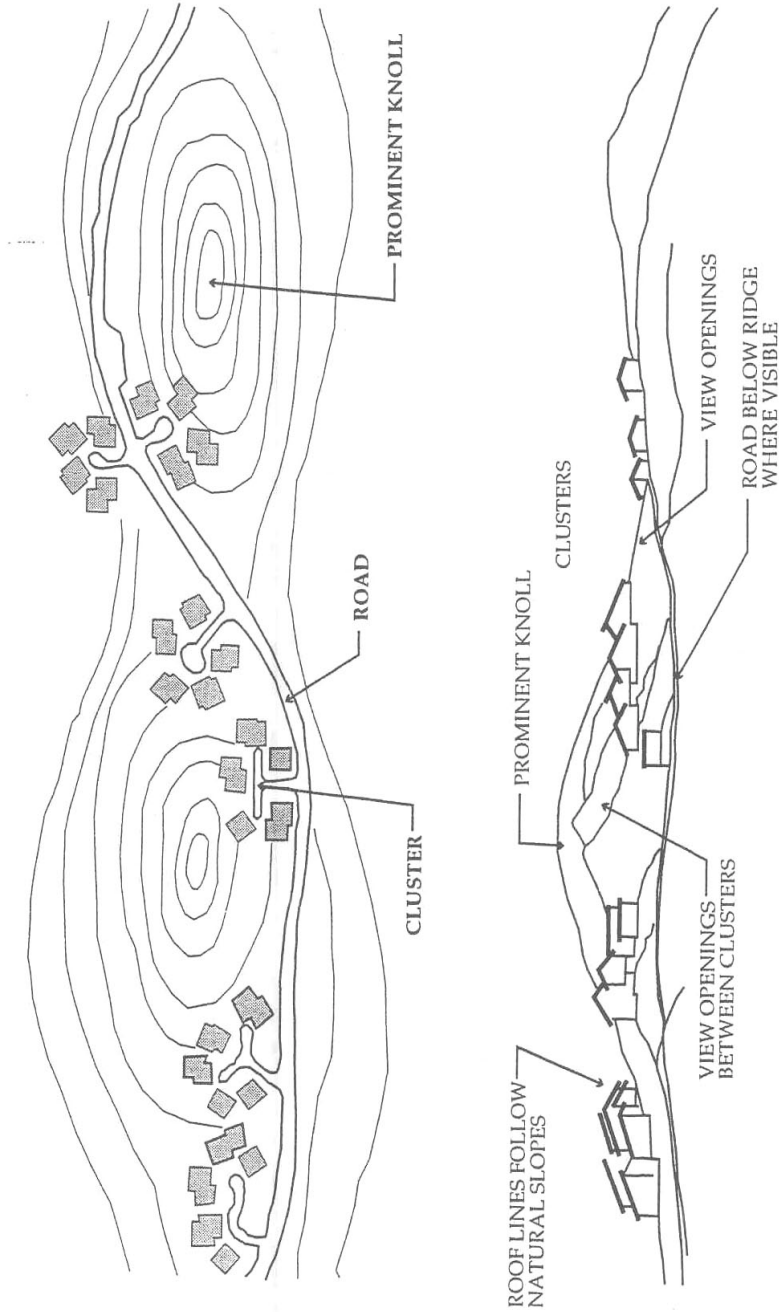 PROMINENT KNOLL
ROAD
CLUSTER
CLUSTERS
PROMINENT KNOLL
VIEW OPENINGS
ROAD BELOW RIDGE
WHERE VISIBLE
VIEW OPENINGS
BETWEEN CLUSTERS
ROOF LINES FOLLOW
NATURAL SLOPES